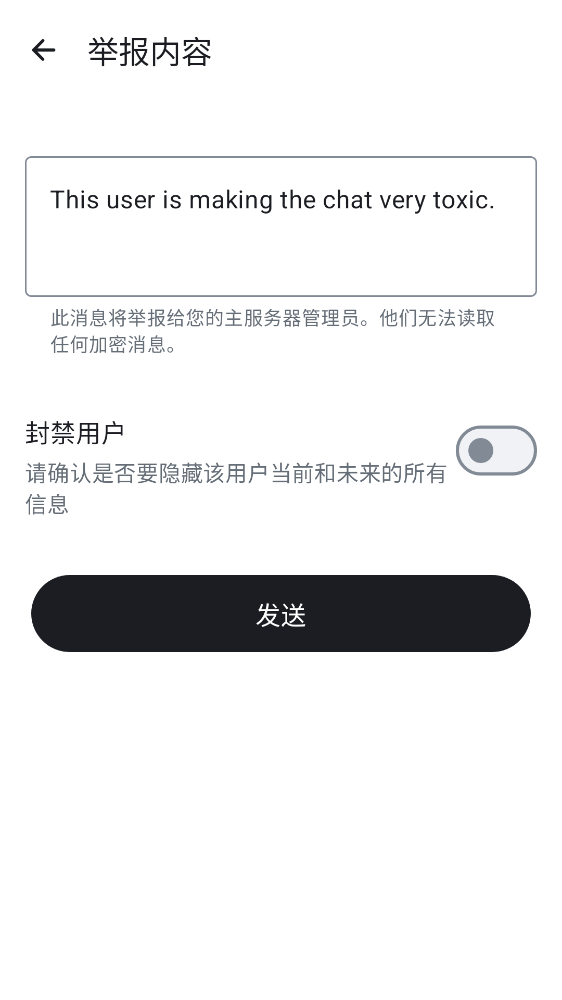 举报内容
This user is making the chat very toxic.
此消息将举报给您的主服务器管理员。他们无法读取
任何加密消息。
封禁用户
请确认是否要隐藏该用户当前和未来的所有
信息
发送